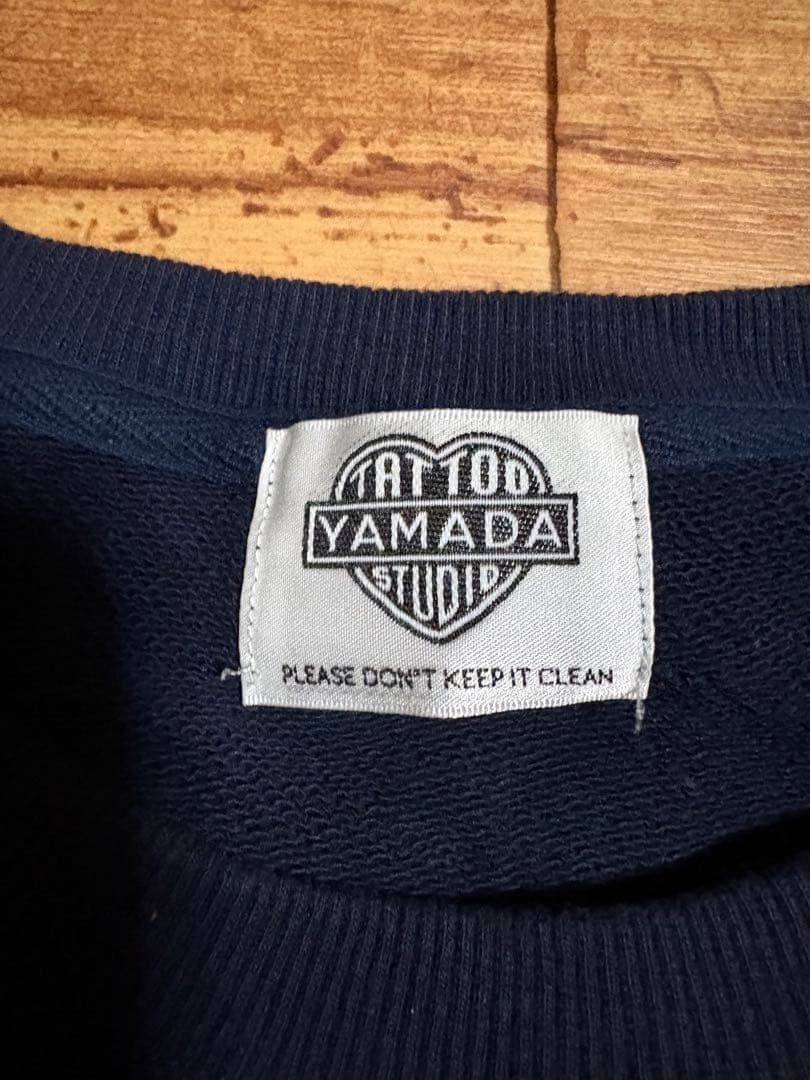 TATTOO
YAMADA
STUDIO
PLEASE DON'T KEEP IT CLEAN